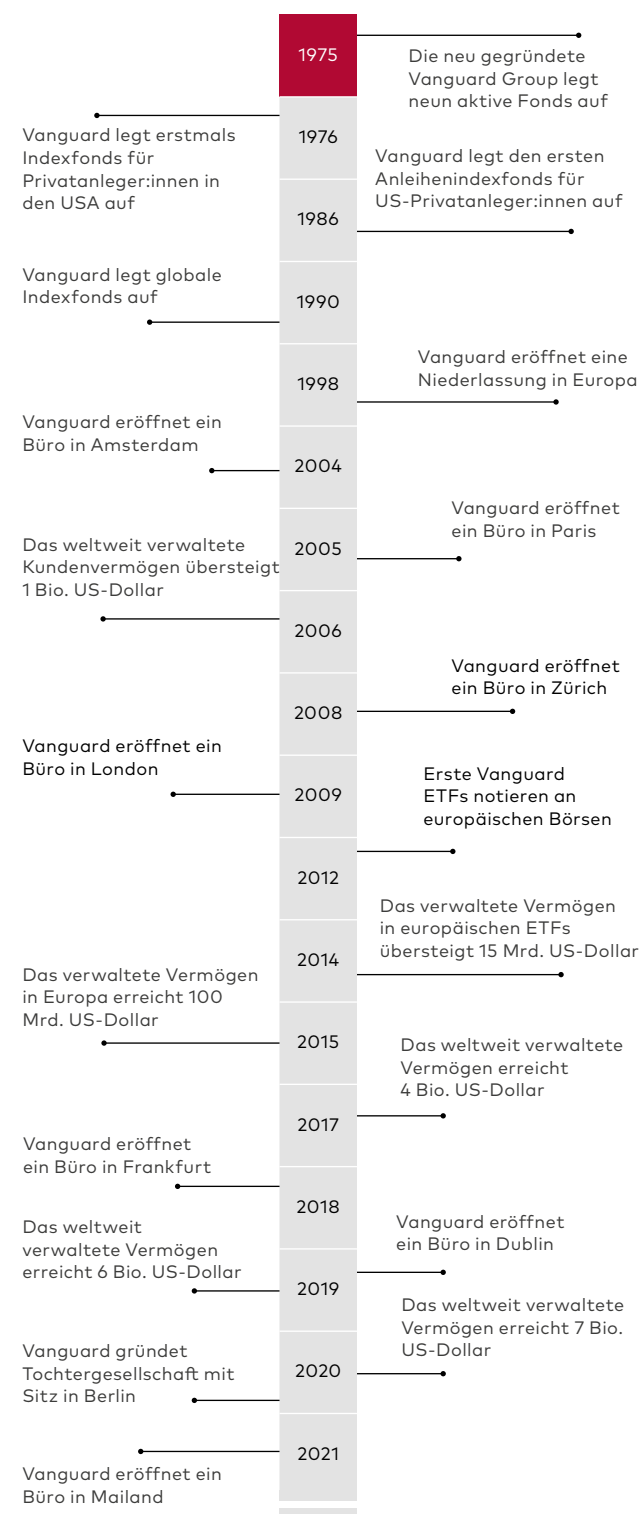 1975
Die neu gegründete
Vanguard Group legt
neun aktive Fonds auf
1976
Vanguard legt erstmals
Indexfonds für
Privatanleger:innen in
den USA auf
1986
Vanguard legt den ersten
Anleihenindexfonds für
US-Privatanleger:innen auf
1990
Vanguard legt globale
Indexfonds auf
1998
Vanguard eröffnet eine
Niederlassung in Europa
2004
Vanguard eröffnet ein
Büro in Amsterdam
2005
Vanguard eröffnet
ein Büro in Paris
2006
Das weltweit verwaltete
Kundenvermögen übersteigt
1 Bio. US-Dollar
2008
Vanguard eröffnet
ein Büro in Zürich
2009
Vanguard eröffnet ein
Büro in London
2012
Erste Vanguard
ETFs notieren an
europäischen Börsen
2014
Das verwaltete Vermögen
in europäischen ETFs
übersteigt 15 Mrd. US-Dollar
2015
Das verwaltete Vermögen
in Europa erreicht 100
Mrd. US-Dollar
2017
Das weltweit verwaltete
Vermögen erreicht
4 Bio. US-Dollar
2018
Vanguard eröffnet
ein Büro in Frankfurt
2019
Das weltweit
verwaltete Vermögen
erreicht 6 Bio. US-Dollar
Vanguard eröffnet
ein Büro in Dublin
2020
Das weltweit verwaltete
Vermögen erreicht 7 Bio.
US-Dollar
Vanguard gründet
Tochtergesellschaft mit
Sitz in Berlin
2021
Vanguard eröffnet ein
Büro in Mailand